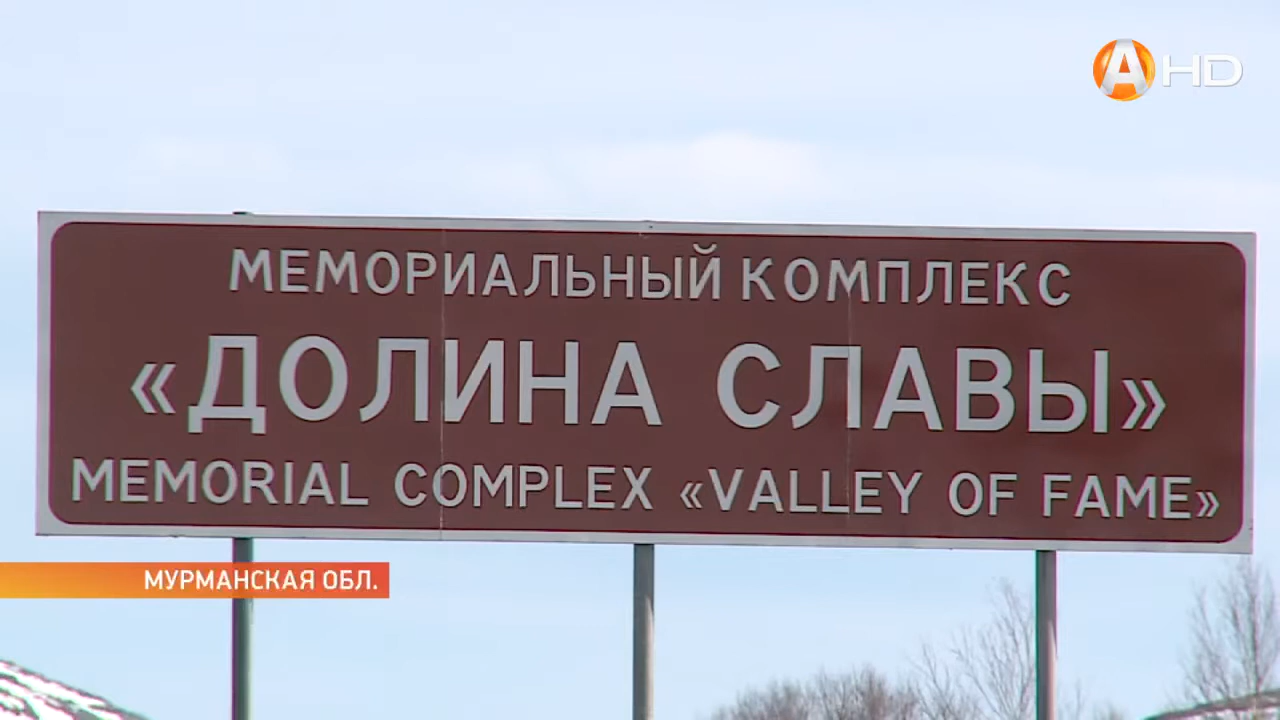 А HD
МЕМОРИАЛЬНЫЙ КОМПЛЕКС
«ДОЛИНА СЛАВЫ»
MEMORIAL COMPLEX «VALLEY OF FAME»
МУРМАНСКАЯ ОБЛ.